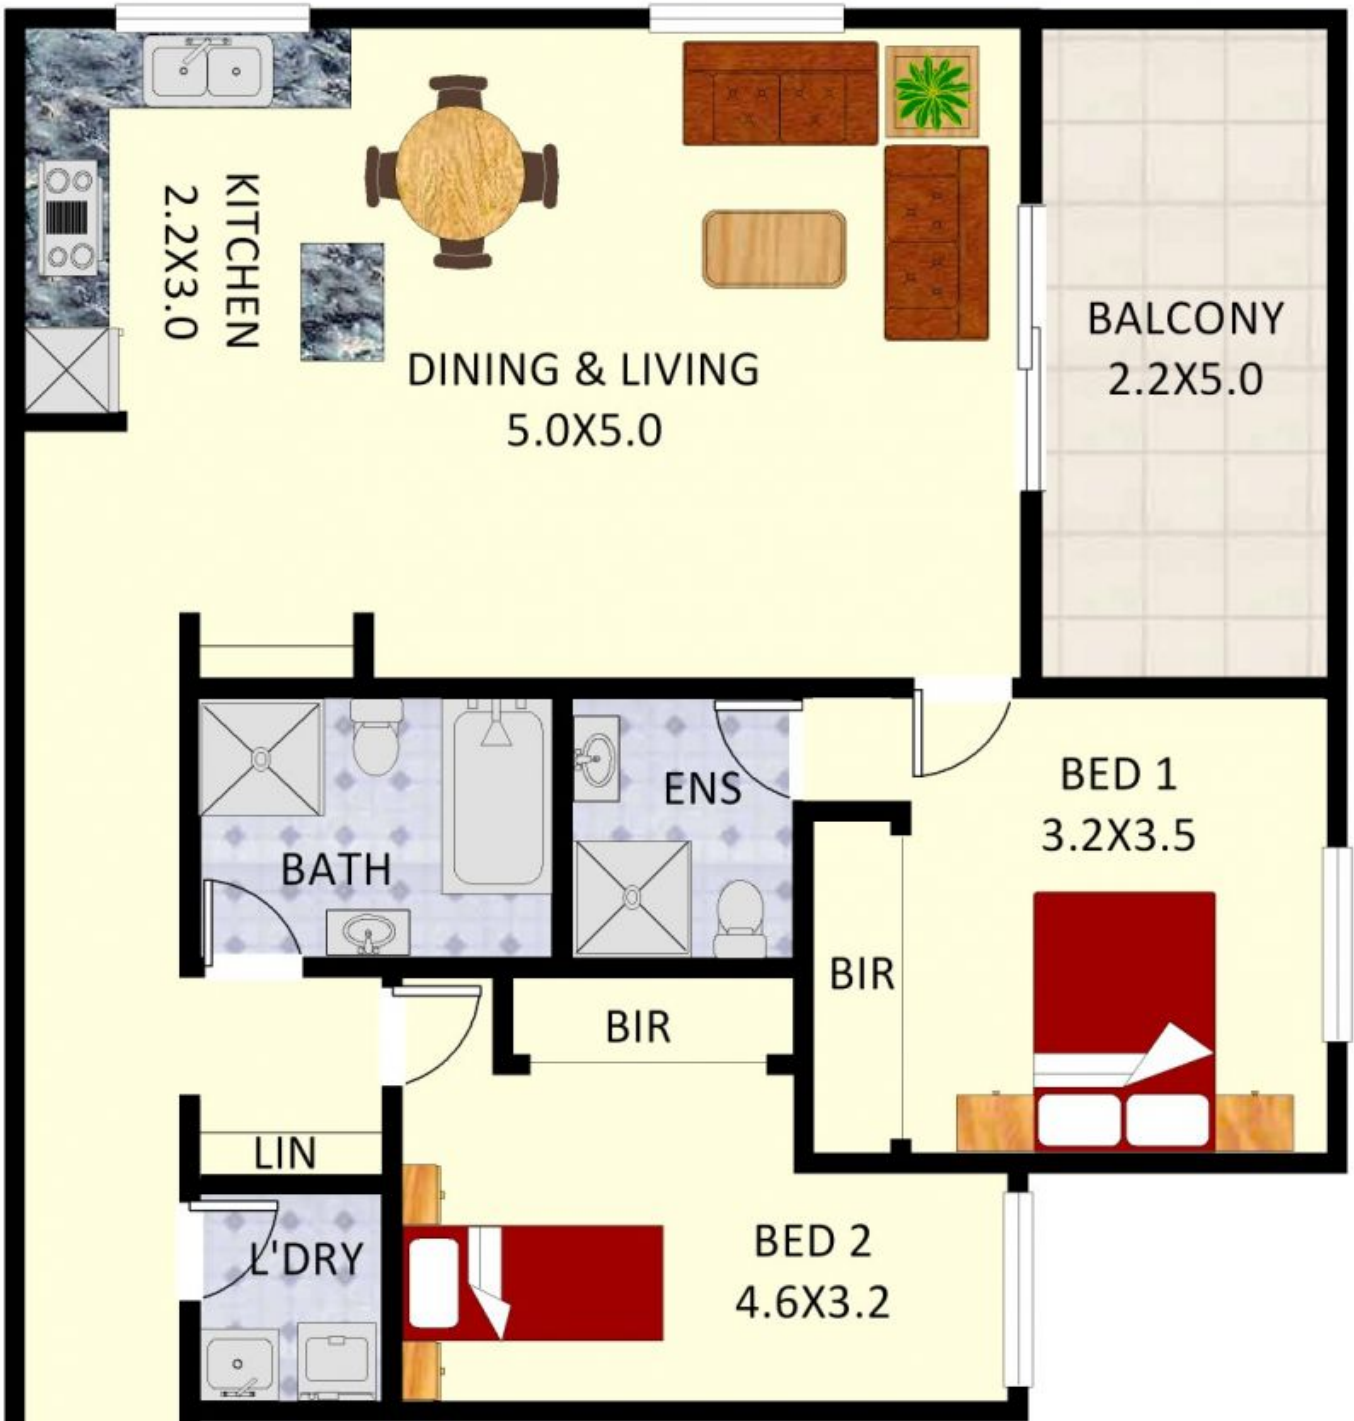 KITCHEN
2.2X3.0
DINING & LIVING
5.0X5.0
BALCONY
2.2X5.0
BATH
ENS
BED 1
3.2X3.5
BIR
BIR
LIN
L'DRY
BED 2
4.6X3.2